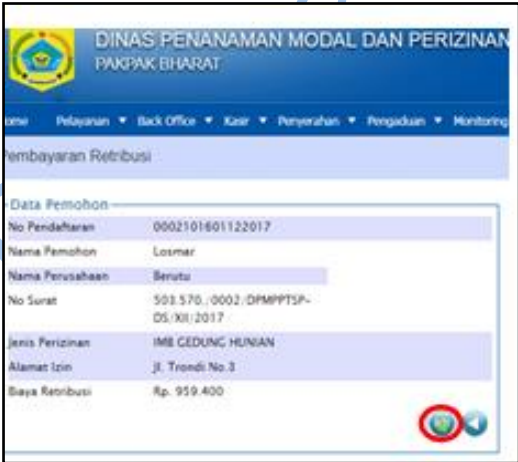 DINAS PENANAMAN MODAL DAN PERIZINAN
PAKPAK BHARAT
ome Pelayanan Back Office Kasir Penyerahan Pengaduan Monitoring
Pembayaran Retribusi
Data Pemohon
No Pendaftaran 0002101601122017
Nama Pemohon Losmar
Nama Perusahaan Berutu
No Surat 503.570./0002/DPMPPTSP-
DS/XII/2017
Jenis Perizinan IMB GEDUNG HUNIAN
Alamat Izin Jl. Trondi No.3
Biaya Retribusi Rp. 959.400